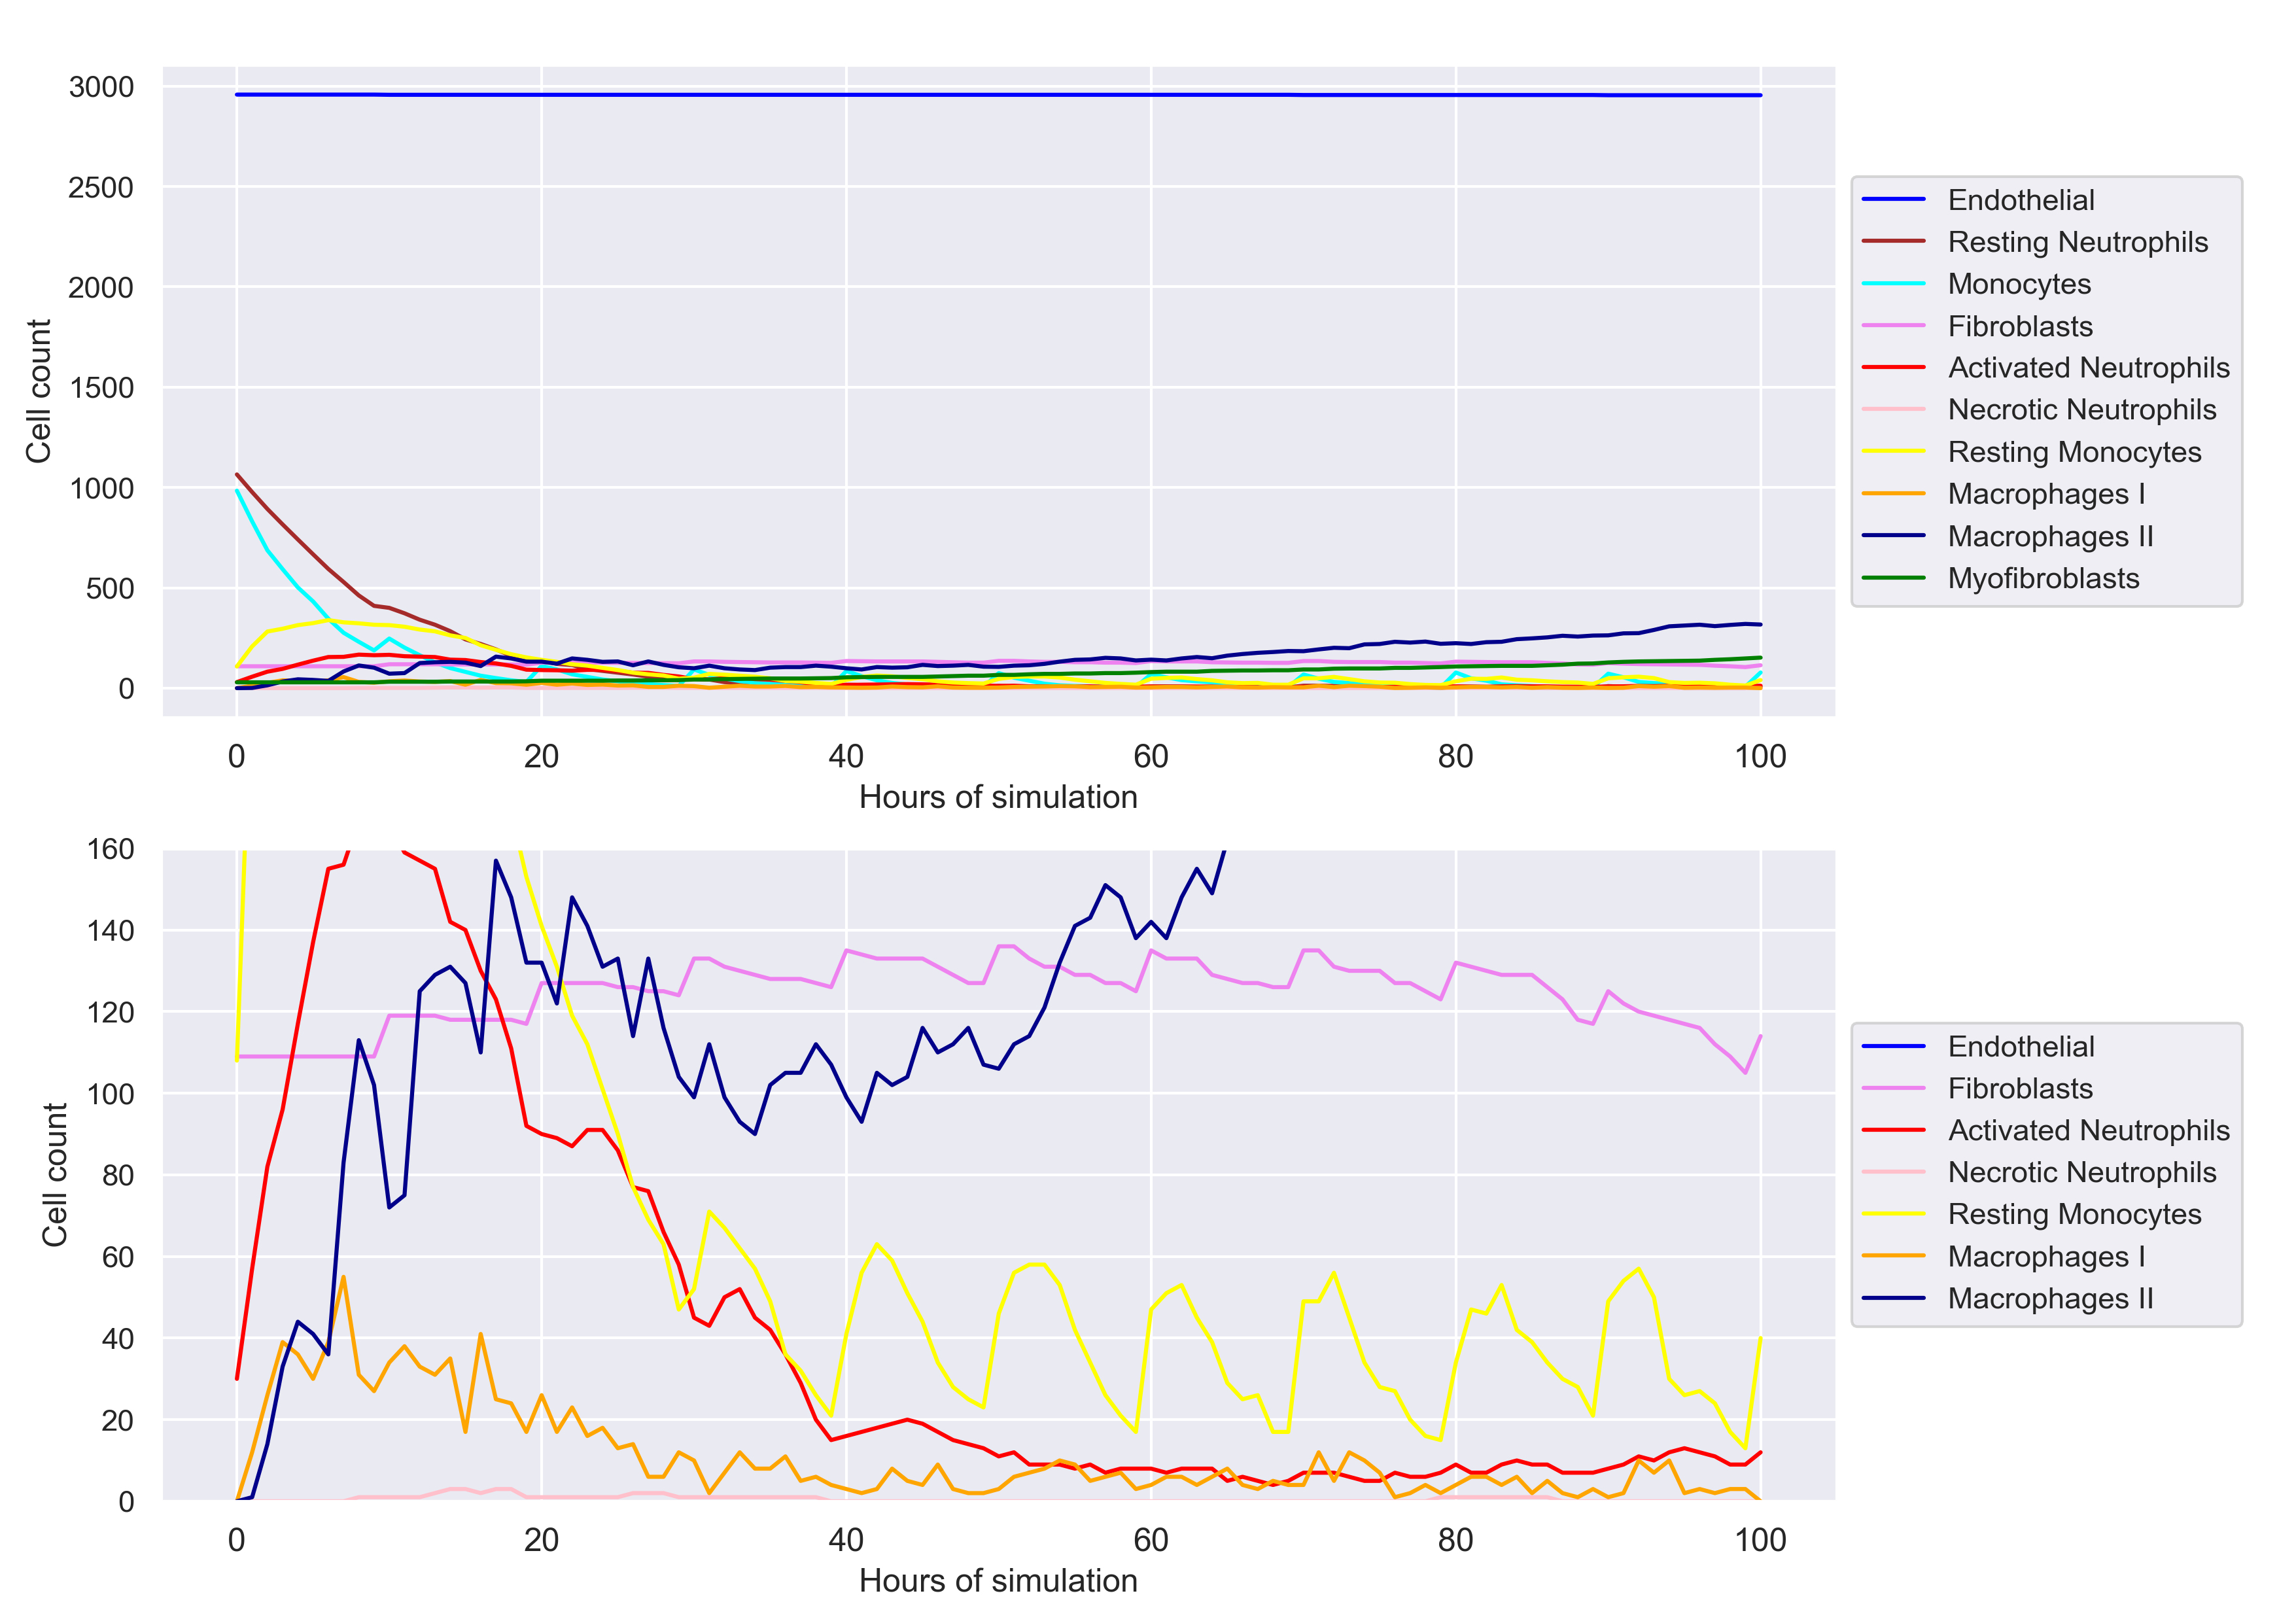 3000
2500
2000
1500
1000
500
0
Cell count
0 20 40 60 80 100
Hours of simulation
Endothelial
Resting Neutrophils
Monocytes
Fibroblasts
Activated Neutrophils
Necrotic Neutrophils
Resting Monocytes
Macrophages I
Macrophages II
Myofibroblasts
160
140
120
100
80
60
40
20
0
Cell count
0 20 40 60 80 100
Hours of simulation
Endothelial
Fibroblasts
Activated Neutrophils
Necrotic Neutrophils
Resting Monocytes
Macrophages I
Macrophages II